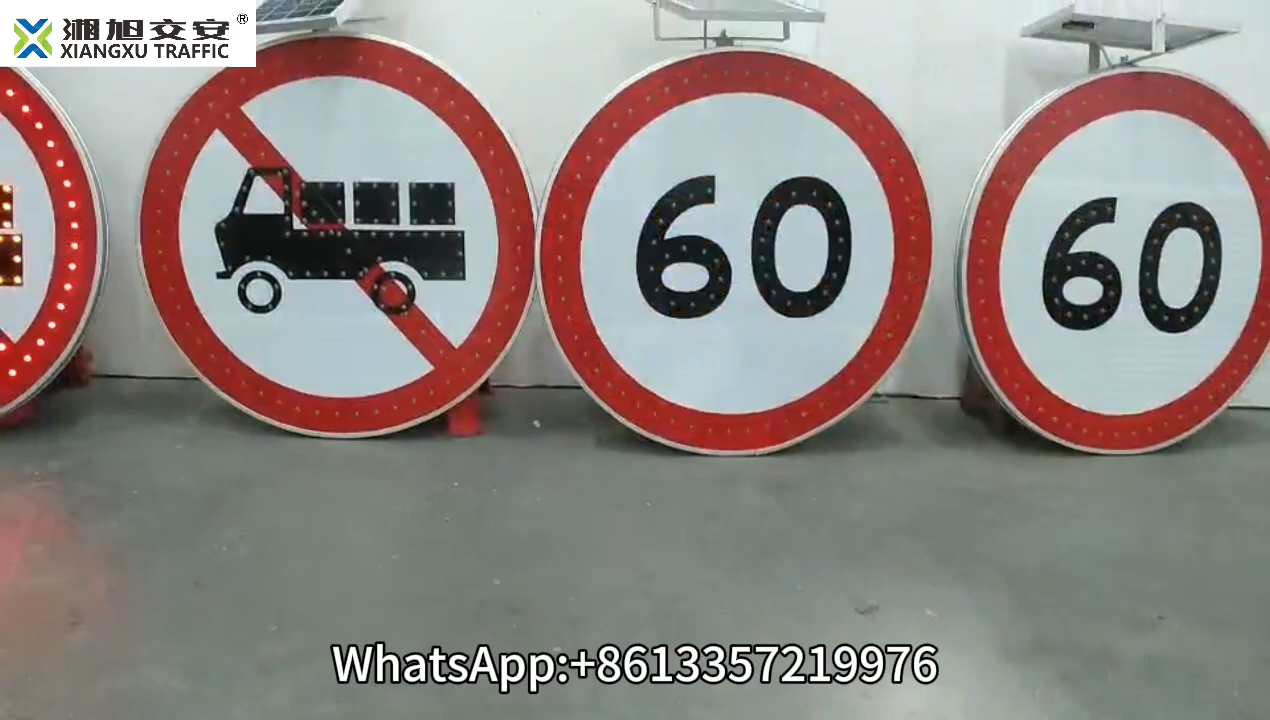 湘旭交安®
XIANGXU TRAFFIC
60
60
WhatsApp:+8613357219976